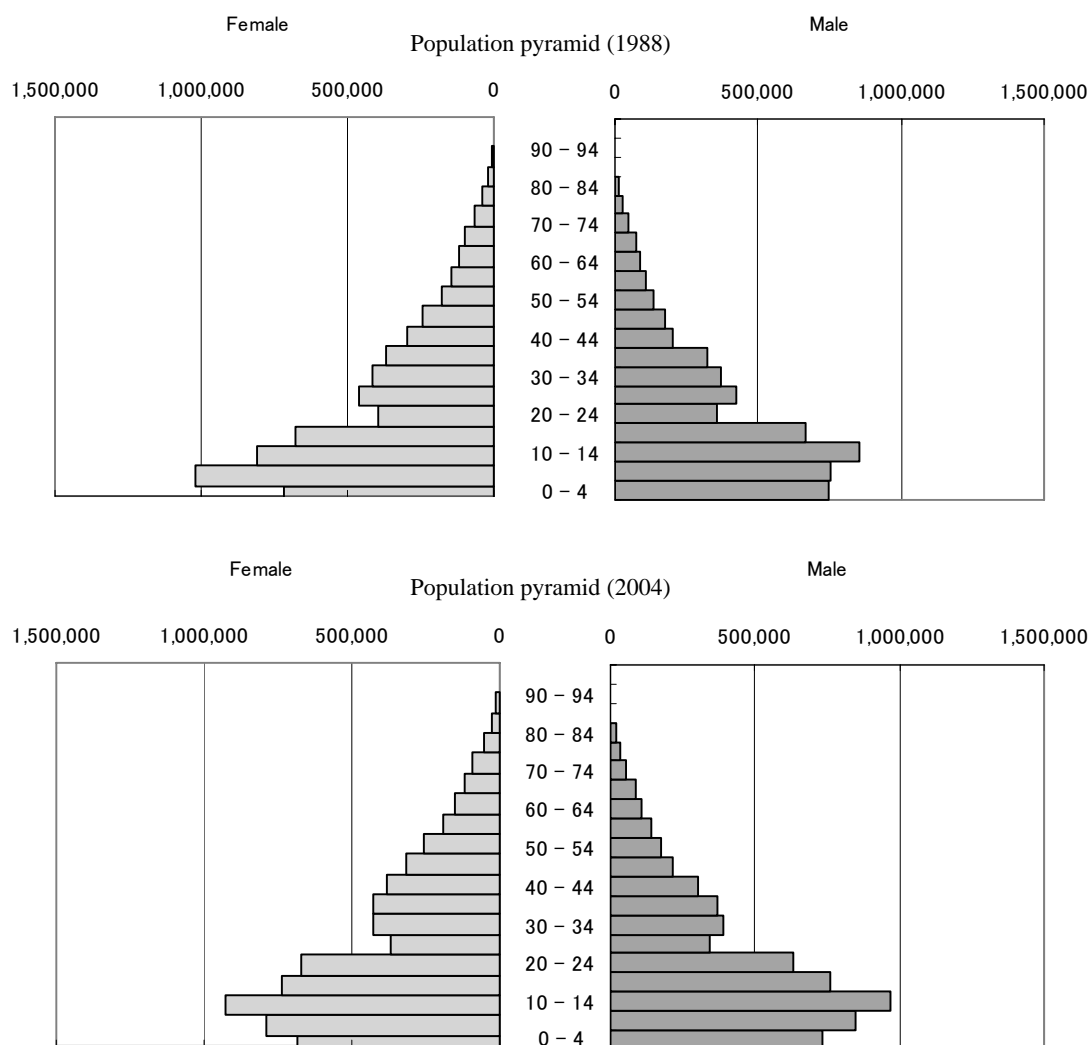 Female Male
Population pyramid (1988)
1,500,000 1,000,000 500,000 0 0 500,000 1,000,000 1,500,000
90 - 94
80 - 84
70 - 74
60 - 64
50 - 54
40 - 44
30 - 34
20 - 24
10 - 14
0 - 4
Female Male
Population pyramid (2004)
1,500,000 1,000,000 500,000 0 0 500,000 1,000,000 1,500,000
90 - 94
80 - 84
70 - 74
60 - 64
50 - 54
40 - 44
30 - 34
20 - 24
10 - 14
0 - 4